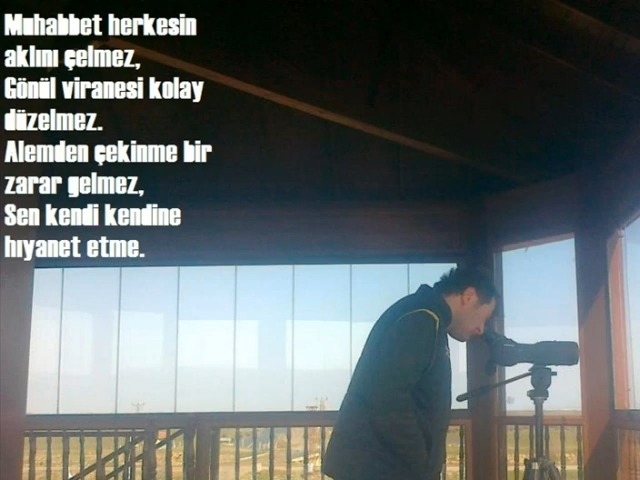 Muhabbet herkesin
aklını çelmez,
Gönül viranesi kolay
düzelmez.
Alemden çekinme bir
zarar gelmez,
Sen kendi kendine
hıyanet etme.